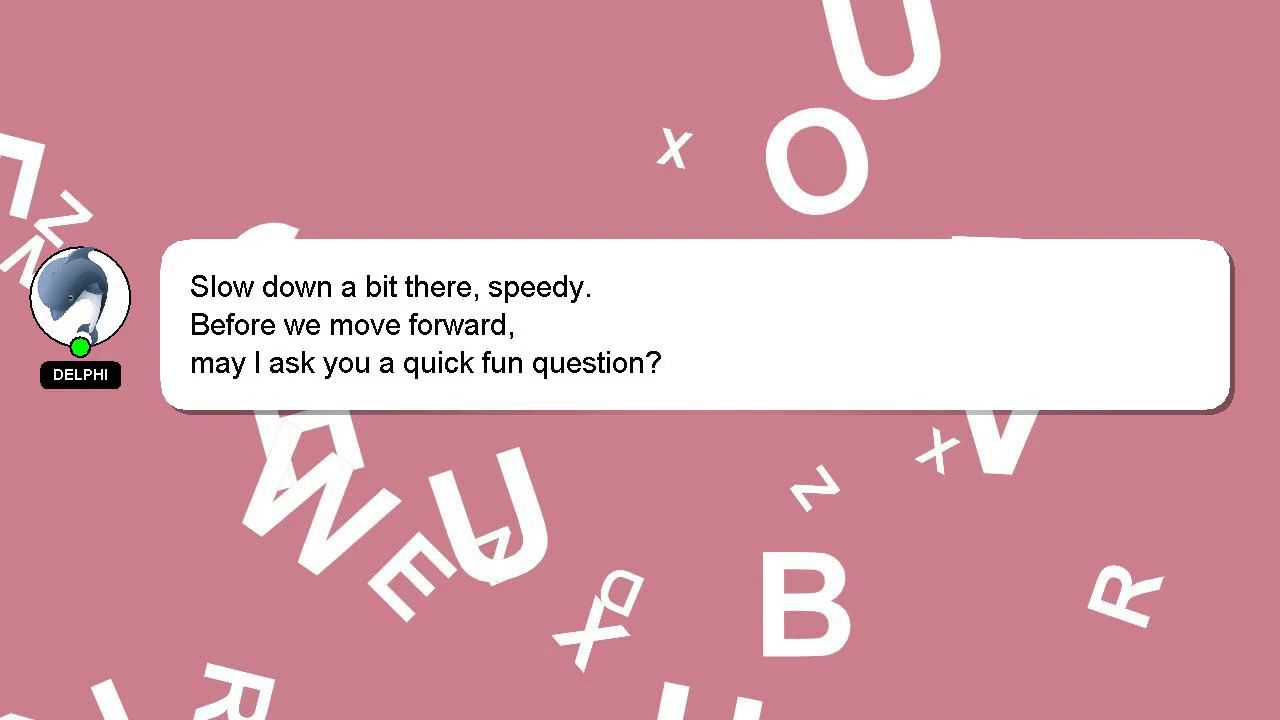 U
O
X
Z
Slow down a bit there, speedy.
Before we move forward,
may I ask you a quick fun question?
DELPHI
W
E
U
X
Z
D
X
B
R
R